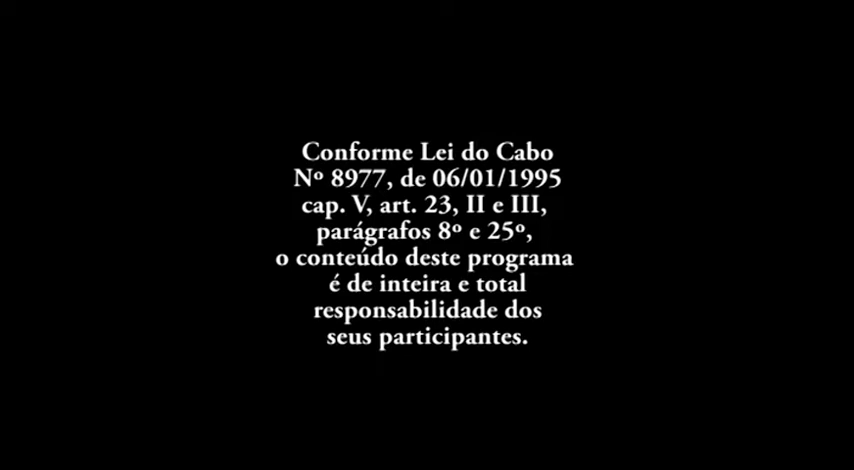 Conforme Lei do Cabo
Nº 8977, de 06/01/1995
cap. V, art. 23, II e III,
parágrafos 8º e 25º,
o conteúdo deste programa
é de inteira e total
responsabilidade dos
seus participantes.